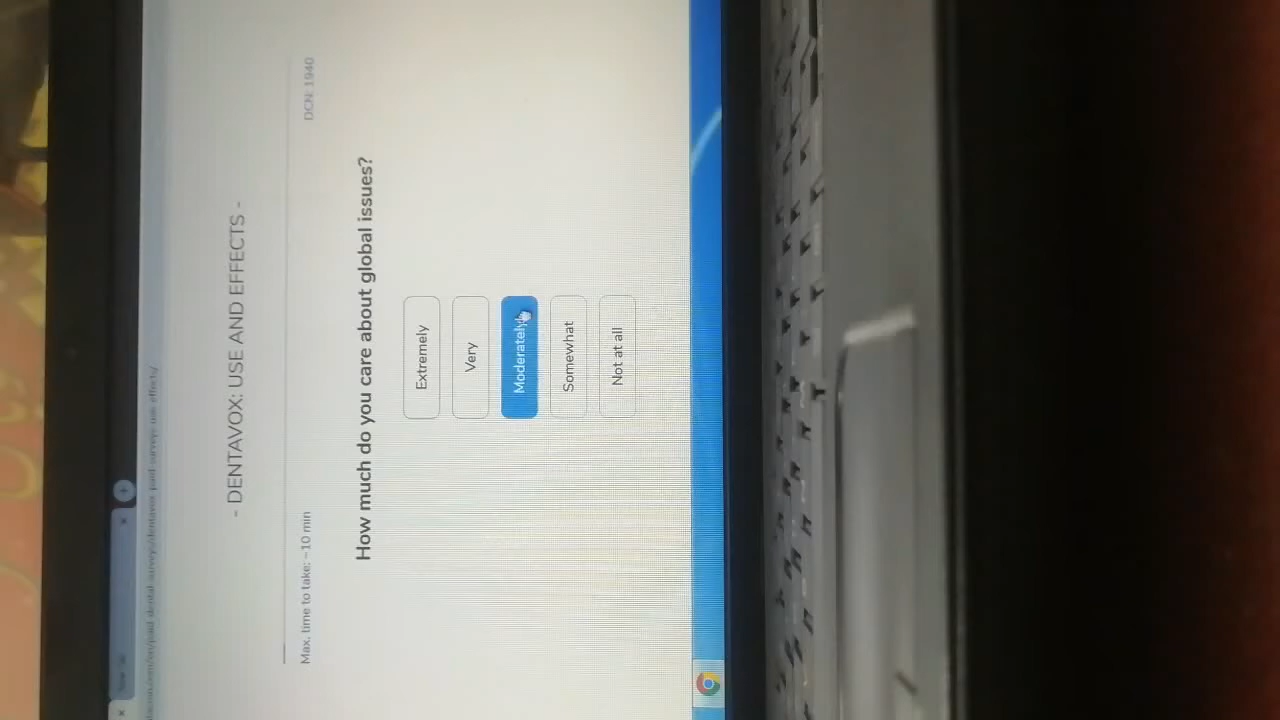 - DENTAVOX: USE AND EFFECTS -
Max. time to take: ~10 min
DCN: 1940
How much do you care about global issues?
Extremely
Very
Moderately
Somewhat
Not at all